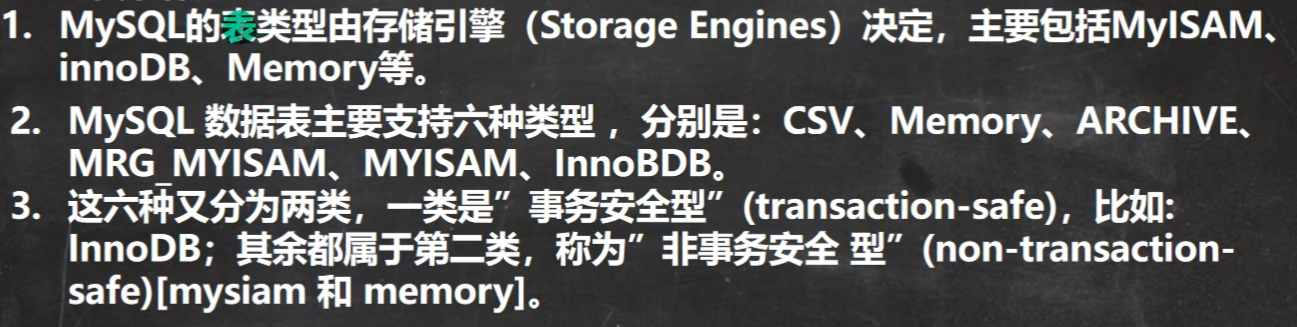 1. MySQL的表类型由存储引擎（Storage Engines）决定，主要包括MyISAM、
innoDB、Memory等。
2. MySQL 数据表主要支持六种类型 ，分别是：CSV、Memory、ARCHIVE、
MRG_MYISAM、MYISAM、InnoBDB。
3. 这六种又分为两类，一类是”事务安全型”(transaction-safe)，比如:
InnoDB；其余都属于第二类，称为”非事务安全 型”(non-transaction-
safe)[mysiam 和 memory]。